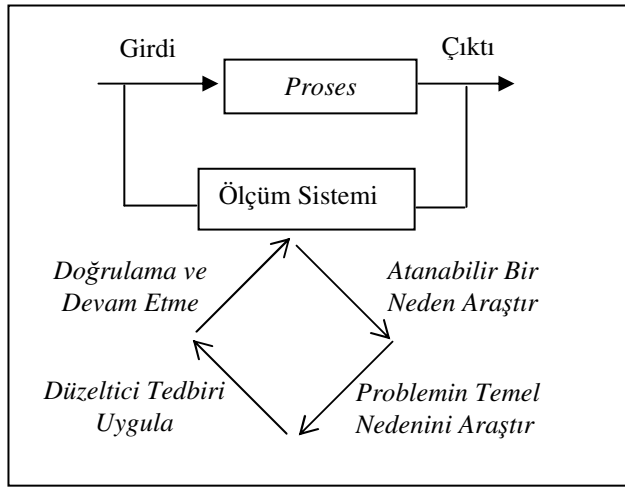 Girdi
Çıktı
Proses
Ölçüm Sistemi
Doğrulama ve
Devam Etme
Atanabilir Bir
Neden Araştır
Düzeltici Tedbiri
Uygula
Problemin Temel
Nedenini Araştır